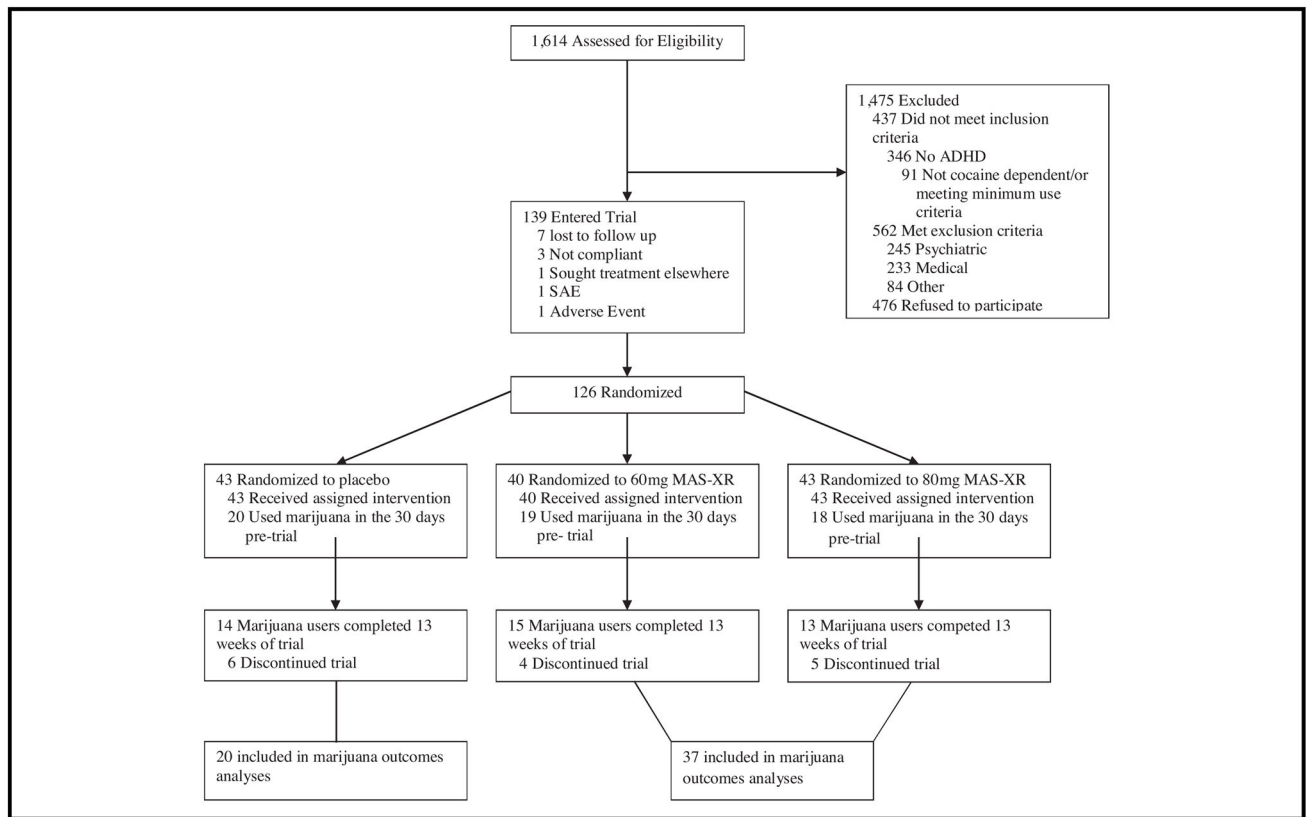 1,614 Assessed for Eligibility
1,475 Excluded
437 Did not meet inclusion
criteria
346 No ADHD
91 Not cocaine dependent/or
meeting minimum use
criteria
562 Met exclusion criteria
245 Psychiatric
233 Medical
84 Other
476 Refused to participate
139 Entered Trial
7 lost to follow up
3 Not compliant
1 Sought treatment elsewhere
1 SAE
1 Adverse Event
126 Randomized
43 Randomized to placebo
43 Received assigned intervention
20 Used marijuana in the 30 days
pre-trial
40 Randomized to 60mg MAS-XR
40 Received assigned intervention
19 Used marijuana in the 30 days
pre- trial
43 Randomized to 80mg MAS-XR
43 Received assigned intervention
18 Used marijuana in the 30 days
pre-trial
14 Marijuana users completed 13
weeks of trial
6 Discontinued trial
15 Marijuana users completed 13
weeks of trial
4 Discontinued trial
13 Marijuana users competed 13
weeks of trial
5 Discontinued trial
20 included in marijuana outcomes
analyses
37 included in marijuana
outcomes analyses